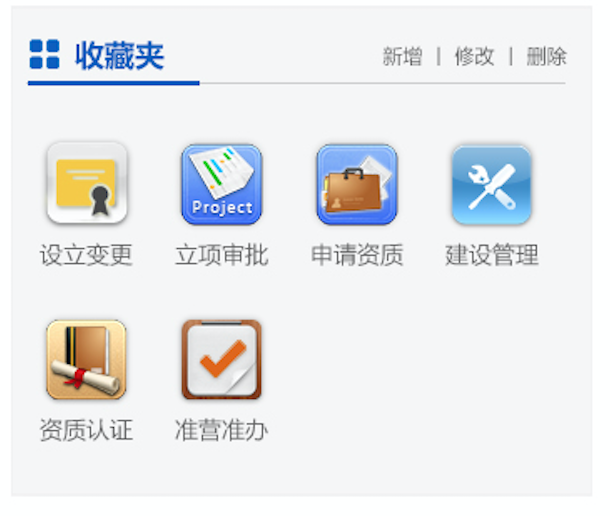 收藏夹 新增 | 修改 | 删除
Project
设立变更 立项审批 申请资质 建设管理
资质认证 准营准办